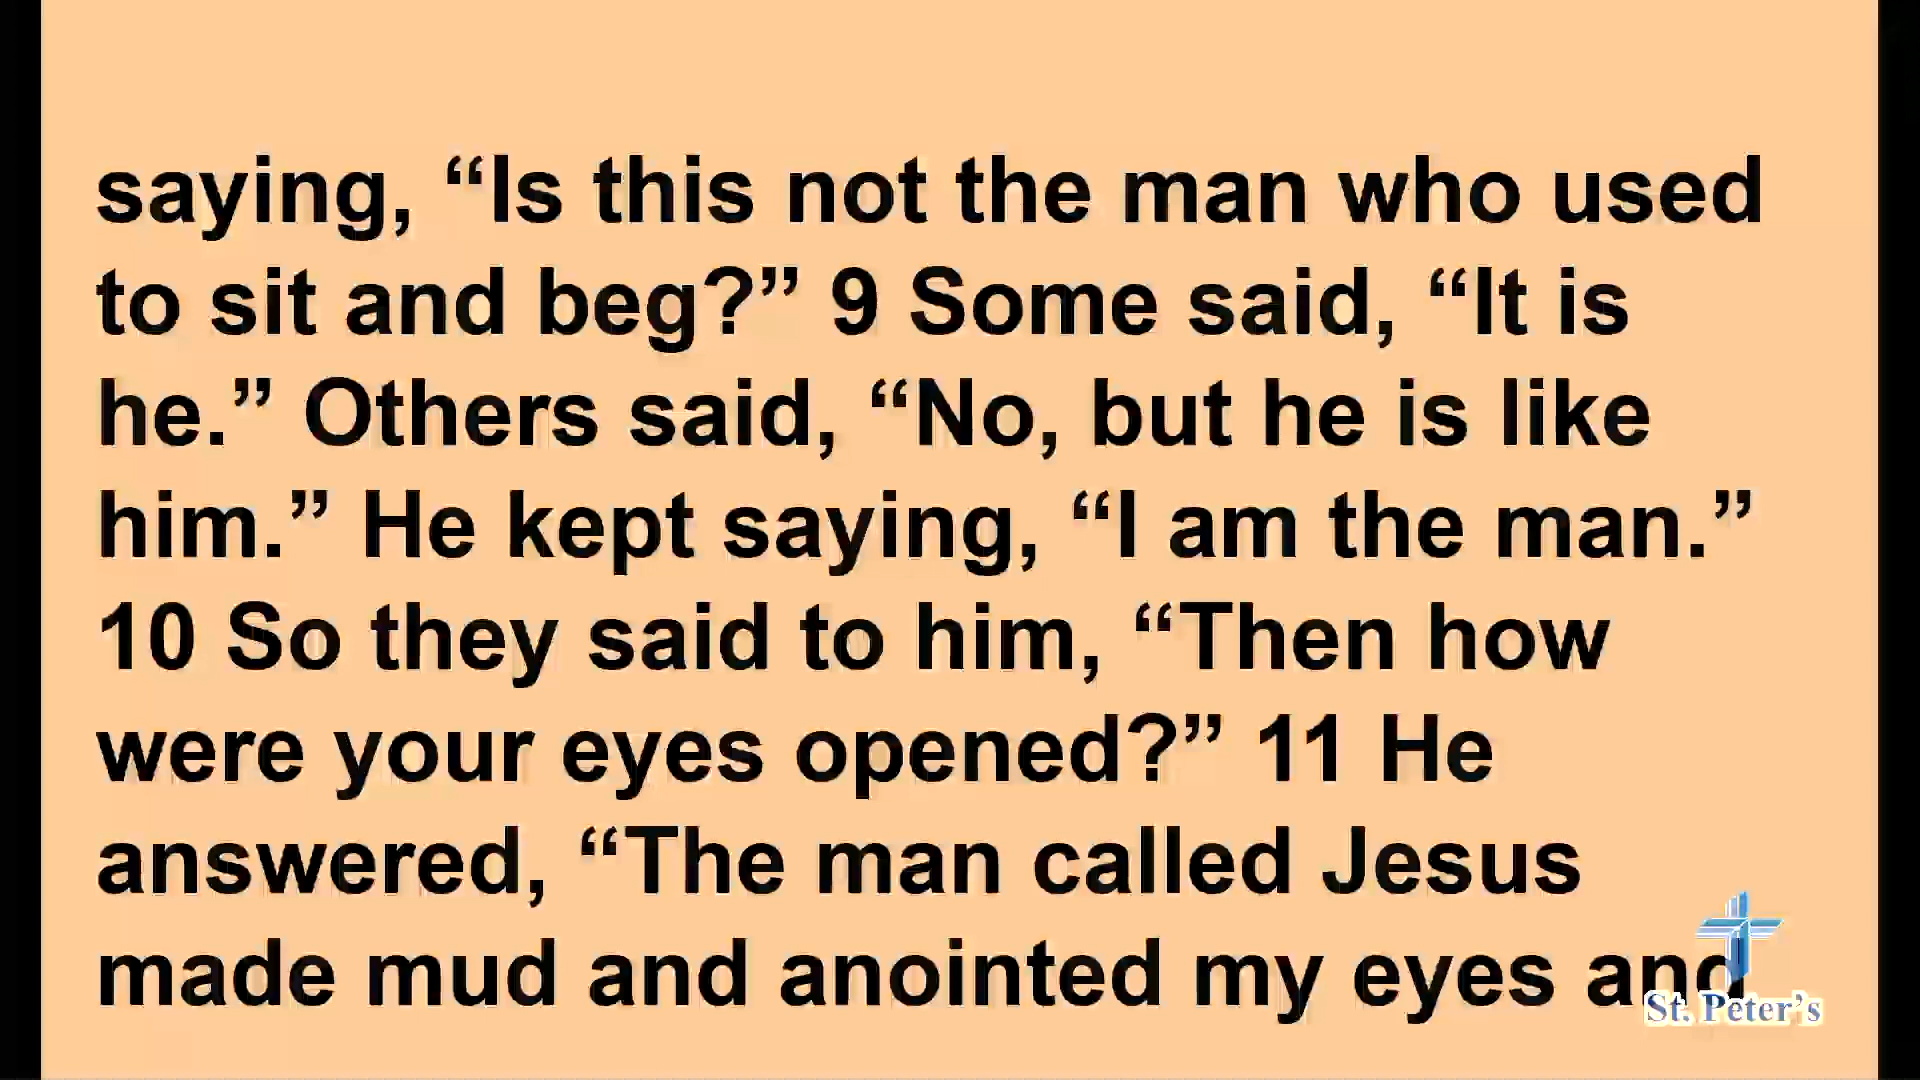 saying, “Is this not the man who used
to sit and beg?” 9 Some said, “It is
he.” Others said, “No, but he is like
him.” He kept saying, “I am the man.”
10 So they said to him, “Then how
were your eyes opened?” 11 He
answered, “The man called Jesus
made mud and anointed my eyes and
St. Peter’s